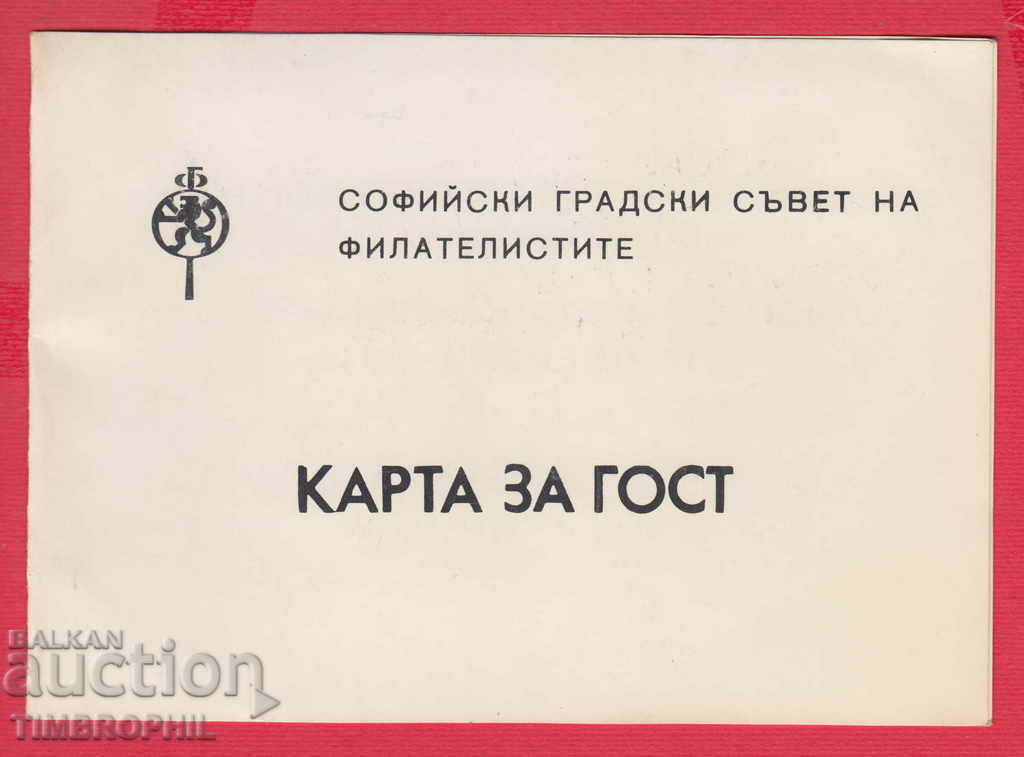 СОФИЙСКИ ГРАДСКИ СЪВЕТ НА
ФИЛАТЕЛИСТИТЕ
КАРТА ЗА ГОСТ
BALKAN
auction
TIMBROPHIL